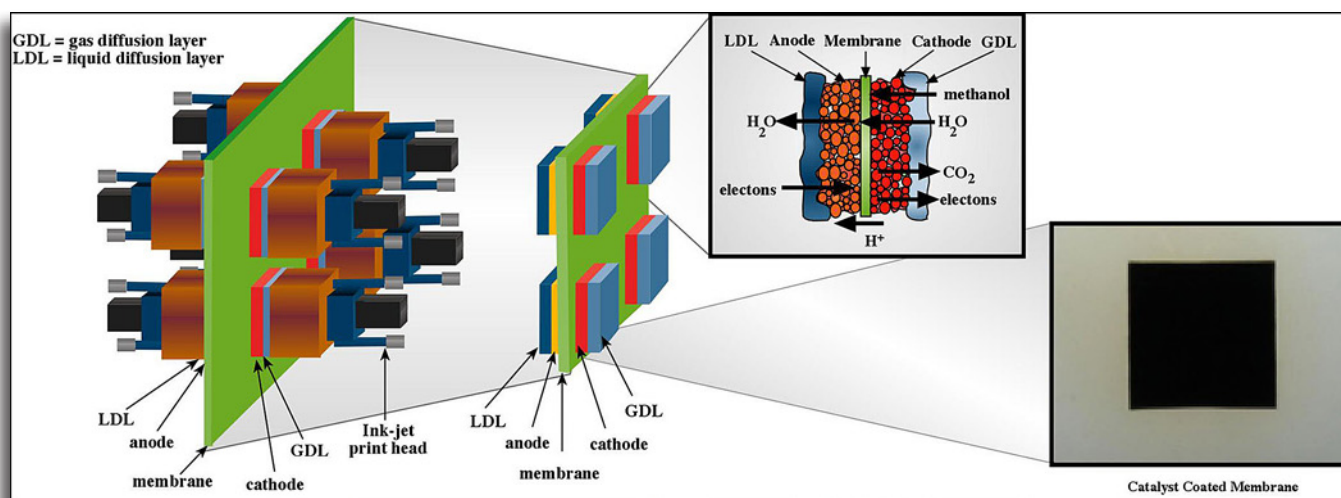 GDL = gas diffusion layer
LDL = liquid diffusion layer
LDL
anode
membrane
cathode
GDL
Ink-jet
print head
LDL
anode
membrane
cathode
GDL
LDL Anode Membrane Cathode GDL
methanol
H2O H2O
CO2
electons electons
H+
Catalyst Coated Membrane